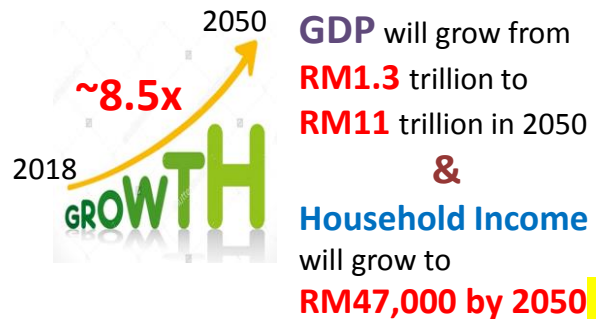 2050
~8.5x
2018
GROWTH
GDP will grow from
RM1.3 trillion to
RM11 trillion in 2050
&
Household Income
will grow to
RM47,000 by 2050